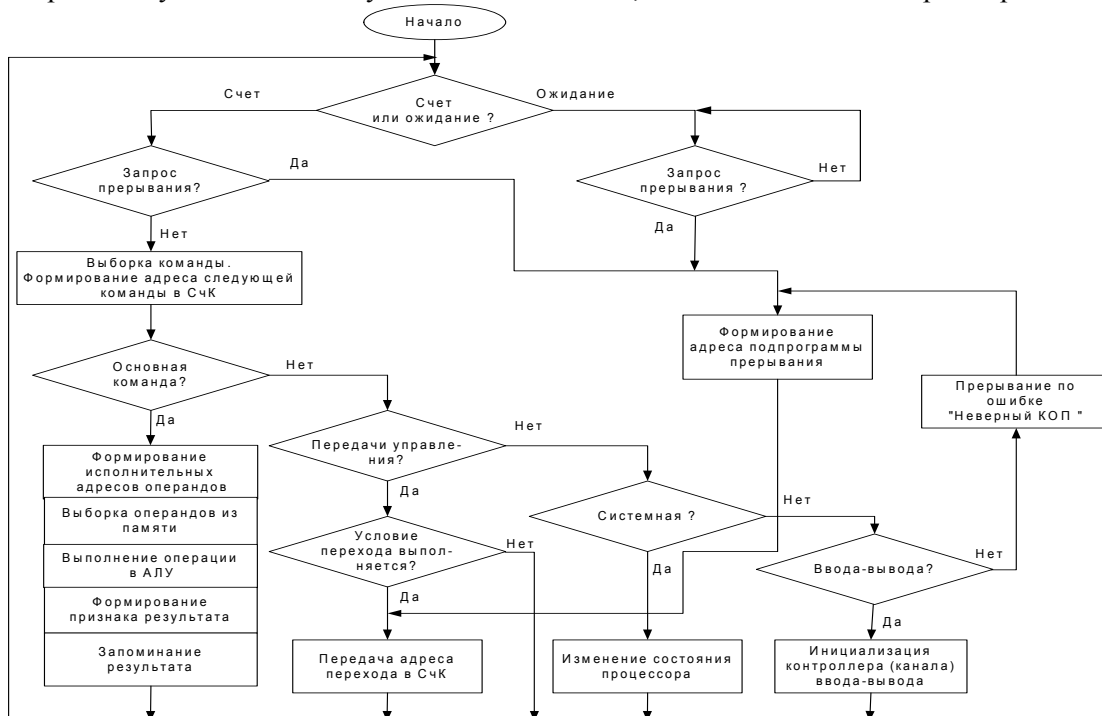 Начало
Счет
Счет
или ожидание ?
Ожидание
Запрос
прерывания?
Да
Запрос
прерывания ?
Нет
Нет
Да
Выборка команды.
Формирование адреса следующей
команды в СчК
Формирование
адреса подпрограммы
прерывания
Основная
команда?
Нет
Прерывание по
ошибке
"Неверный КОП "
Да
Передачи управле-
ния?
Нет
Формирование
исполнительных
адресов операндов
Да
Системная ?
Нет
Выборка операндов из
памяти
Условие
перехода выпол-
няется?
Нет
Выполнение операции
в АЛУ
Да
Ввода-вывода?
Нет
Да
Формирование
признака результата
Да
Запоминание
результата
Передача адреса
перехода в СчК
Изменение состояния
процессора
Инициализация
контроллера (канала)
ввода-вывода